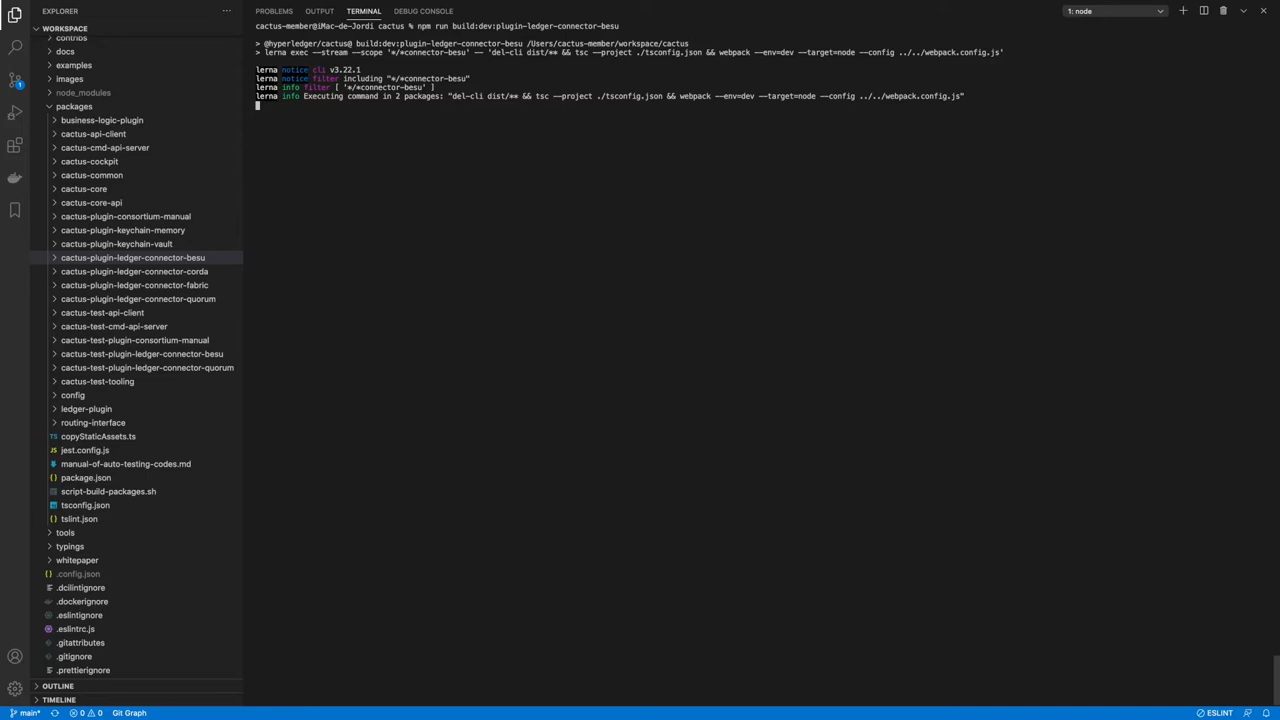 EXPLORER
PROBLEMS OUTPUT TERMINAL DEBUG CONSOLE
1: node
WORKSPACE
contribs
docs
examples
images
node_modules
packages
business-logic-plugin
cactus-api-client
cactus-cmd-api-server
cactus-cockpit
cactus-common
cactus-core
cactus-core-api
cactus-plugin-consortium-manual
cactus-plugin-keychain-memory
cactus-plugin-keychain-vault
cactus-plugin-ledger-connector-besu
cactus-plugin-ledger-connector-corda
cactus-plugin-ledger-connector-fabric
cactus-plugin-ledger-connector-quorum
cactus-test-api-client
cactus-test-cmd-api-server
cactus-test-plugin-consortium-manual
cactus-test-plugin-ledger-connector-besu
cactus-test-plugin-ledger-connector-quorum
cactus-test-tooling
config
ledger-plugin
routing-interface
TS copyStaticAssets.ts
JS jest.config.js
manual-of-auto-testing-codes.md
{} package.json
script-build-packages.sh
tsconfig.json
{} tslint.json
tools
typings
whitepaper
{} .config.json
.dcilintignore
.dockerignore
.eslintignore
.eslintrc.js
.gitattributes
.gitignore
.prettierignore
OUTLINE
TIMELINE
cactus-member@iMac-de-Jordi cactus % npm run build:dev:plugin-ledger-connector-besu
> @hyperledger/cactus@ build:dev:plugin-ledger-connector-besu /Users/cactus-member/workspace/cactus
> lerna exec --stream --scope '*/*connector-besu' -- 'del-cli dist/** && tsc --project ./tsconfig.json && webpack --env=dev --target=node --config ../../webpack.config.js'
lerna notice cli v3.22.1
lerna notice filter including "*/*connector-besu"
lerna info filter [ '*/*connector-besu' ]
lerna info Executing command in 2 packages: "del-cli dist/** && tsc --project ./tsconfig.json && webpack --env=dev --target=node --config ../../webpack.config.js"
1
main* 0 0 Git Graph
ESLINT